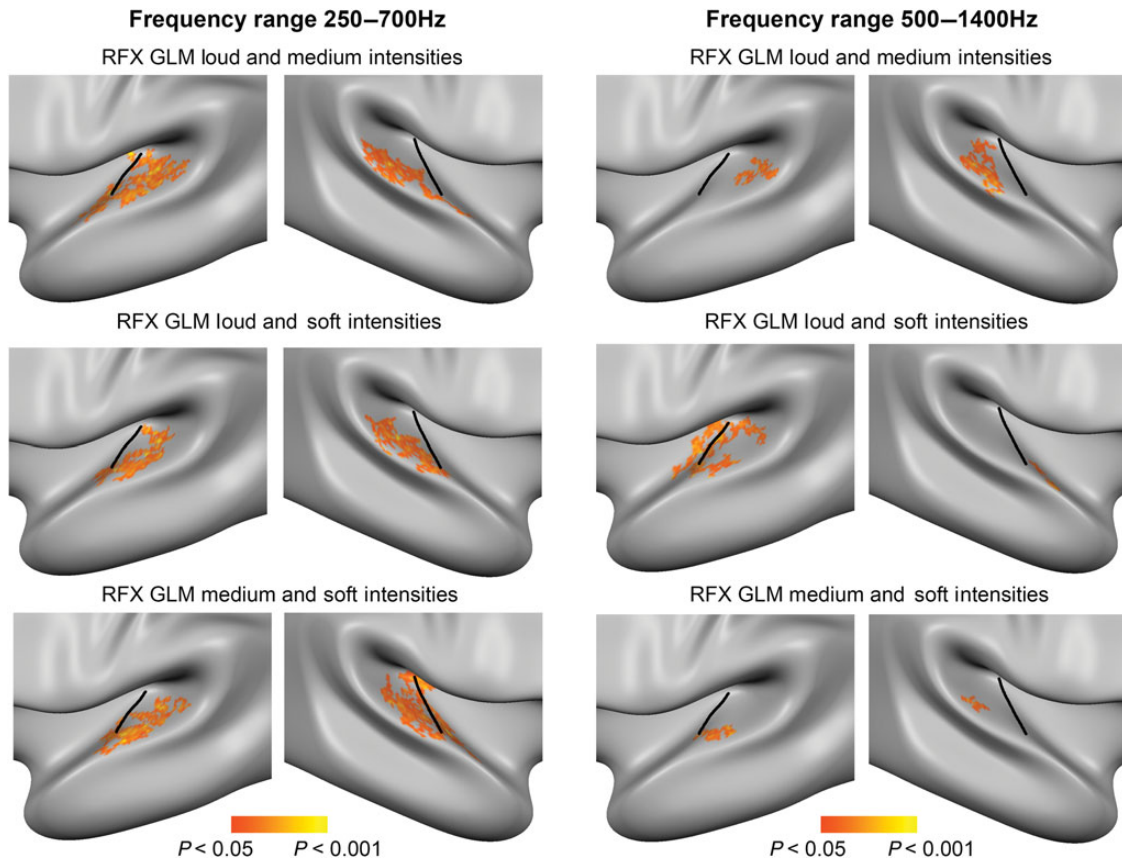 Frequency range 250–700Hz
Frequency range 500–1400Hz
RFX GLM loud and medium intensities
RFX GLM loud and medium intensities
RFX GLM loud and soft intensities
RFX GLM loud and soft intensities
RFX GLM medium and soft intensities
RFX GLM medium and soft intensities
P < 0.05 P < 0.001
P < 0.05 P < 0.001